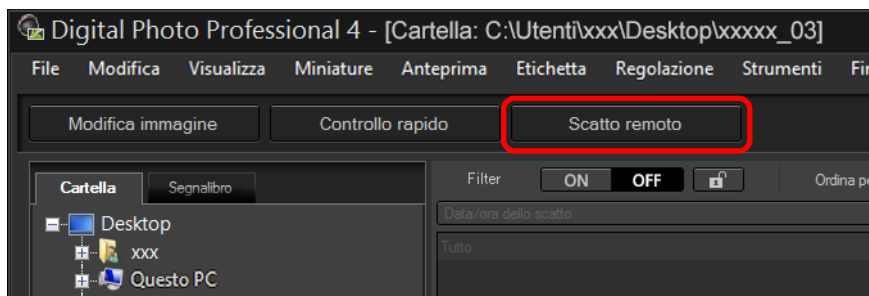 Digital Photo Professional 4 - [Cartella: C:\Utenti\xxx\Desktop\xxxxx_03]
File Modifica Visualizza Miniature Anteprima Etichetta Regolazione Strumenti
Modifica immagine Controllo rapido Scatto remoto
Cartella Segnalibro Filter ON OFF Ordina
Data/ora dello scatto
Desktop
Tutto
xxx
Questo PC